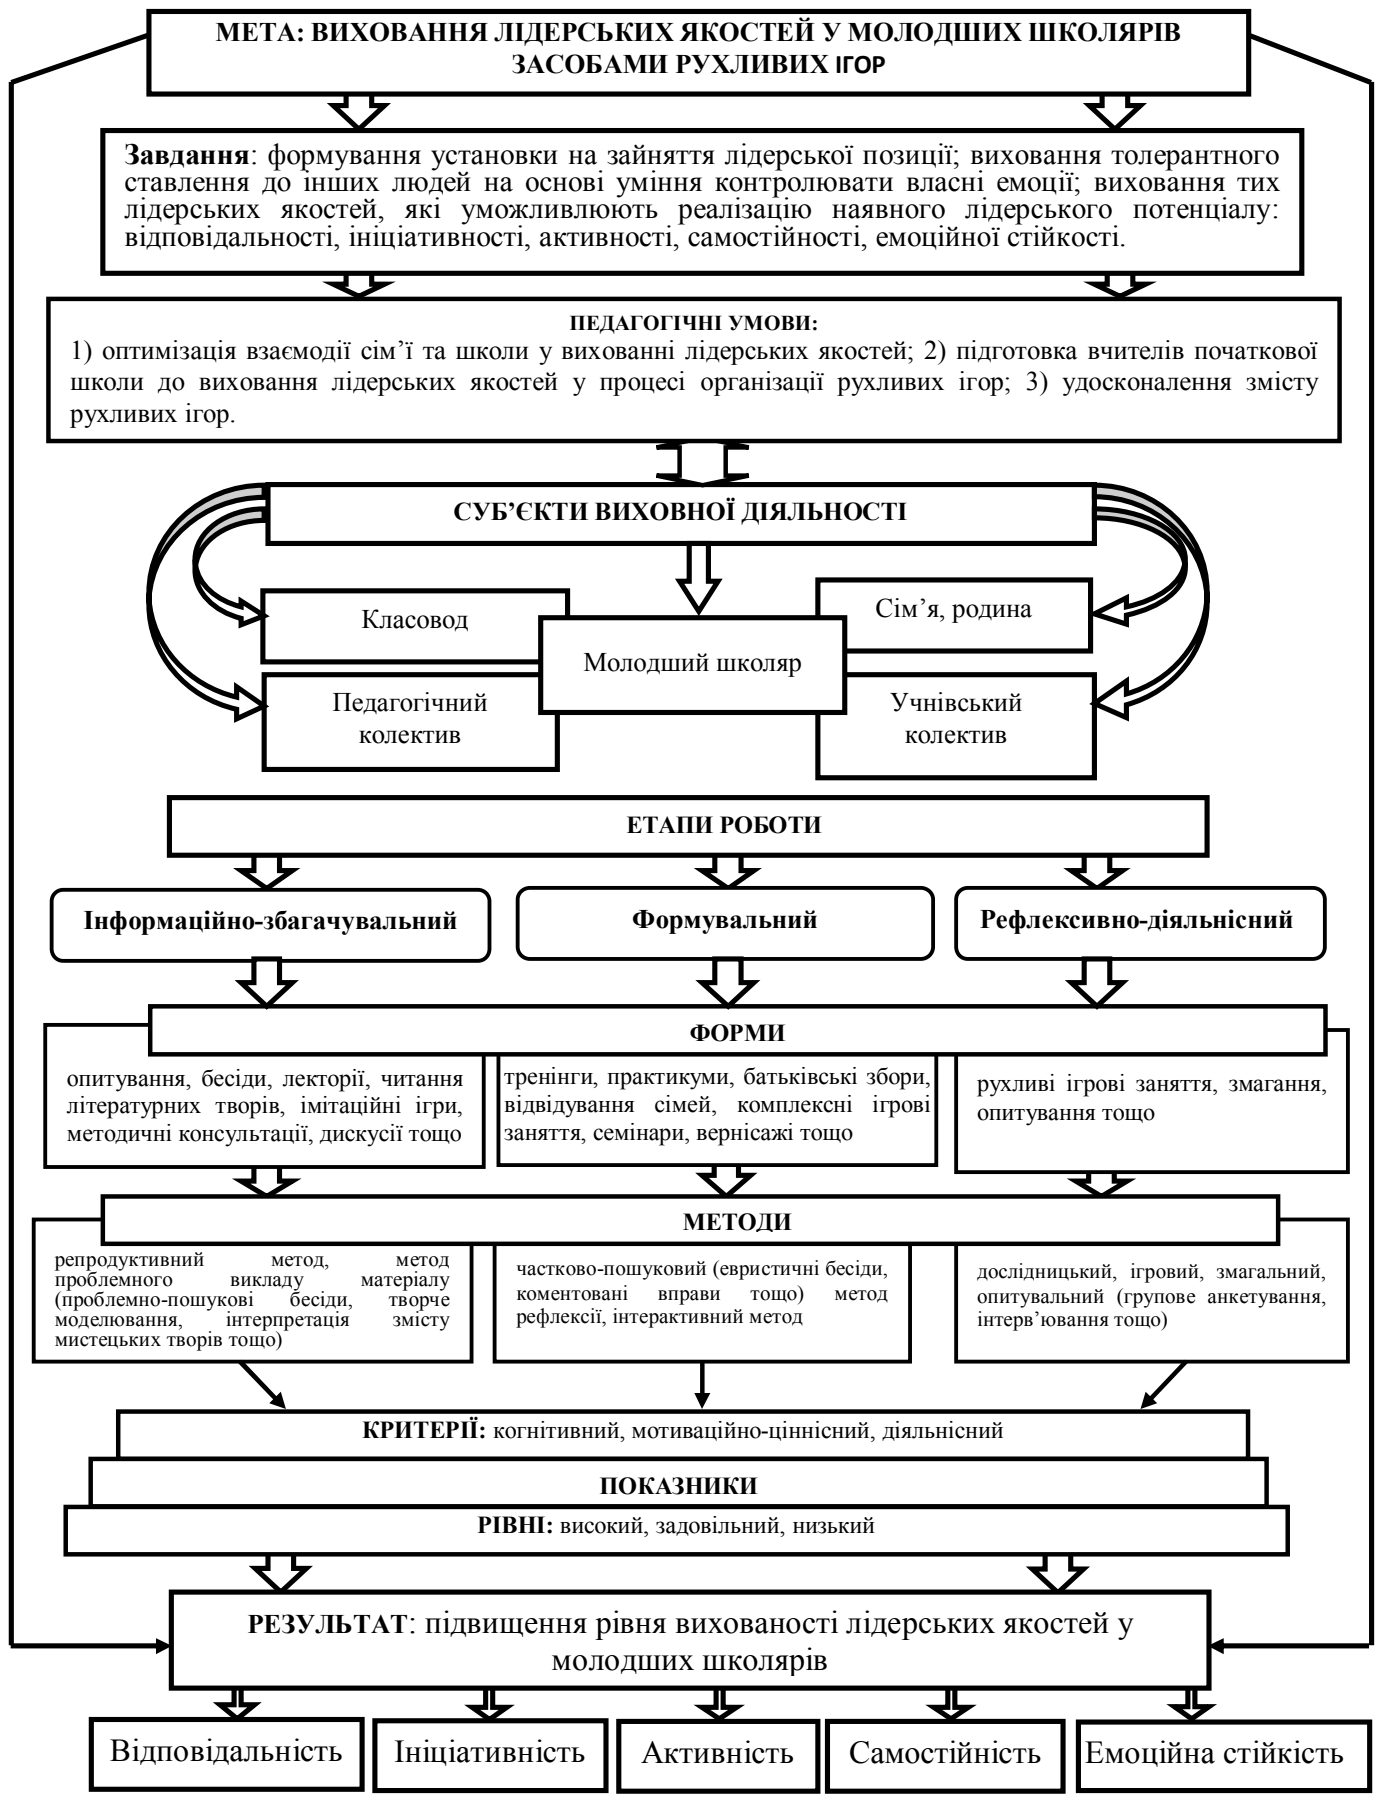 МЕТА: ВИХОВАННЯ ЛІДЕРСЬКИХ ЯКОСТЕЙ У МОЛОДШИХ ШКОЛЯРІВ
ЗАСОБАМИ РУХЛИВИХ ІГОР
Завдання: формування установки на зайняття лідерської позиції; виховання толерантного
ставлення до інших людей на основі уміння контролювати власні емоції; виховання тих
лідерських якостей, які уможливлюють реалізацію наявного лідерського потенціалу:
відповідальності, ініціативності, активності, самостійності, емоційної стійкості.
ПЕДАГОГІЧНІ УМОВИ:
1) оптимізація взаємодії сім’ї та школи у вихованні лідерських якостей; 2) підготовка вчителів початкової
школи до виховання лідерських якостей у процесі організації рухливих ігор; 3) удосконалення змісту
рухливих ігор.
СУБ’ЄКТИ ВИХОВНОЇ ДІЯЛЬНОСТІ
Класовод
Сім’я, родина
Молодший школяр
Педагогічний
колектив
Учнівський
колектив
ЕТАПИ РОБОТИ
Інформаційно-збагачувальний
Формувальний
Рефлексивно-діяльнісний
ФОРМИ
опитування, бесіди, лекторії, читання
літературних творів, імітаційні ігри,
методичні консультації, дискусії тощо
тренінги, практикуми, батьківські збори,
відвідування сімей, комплексні ігрові
заняття, семінари, вернісажі тощо
рухливі ігрові заняття, змагання,
опитування тощо
МЕТОДИ
репродуктивний метод, метод
проблемного викладу матеріалу
(проблемно-пошукові бесіди, творче
моделювання, інтерпретація змісту
мистецьких творів тощо)
частково-пошуковий (евристичні бесіди,
коментовані вправи тощо) метод
рефлексії, інтерактивний метод
дослідницький, ігровий, змагальний,
опитувальний (групове анкетування,
інтерв’ювання тощо)
КРИТЕРІЇ: когнітивний, мотиваційно-ціннісний, діяльнісний
ПОКАЗНИКИ
РІВНІ: високий, задовільний, низький
РЕЗУЛЬТАТ: підвищення рівня вихованості лідерських якостей у
молодших школярів
Відповідальність
Ініціативність
Активність
Самостійність
Емоційна стійкість